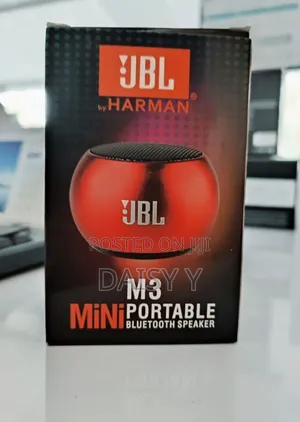 JBL
by HARMAN®
JBL
POSTED ON JIJI
DAISY Y
M3
MiNi PORTABLE
BLUETOOTH SPEAKER